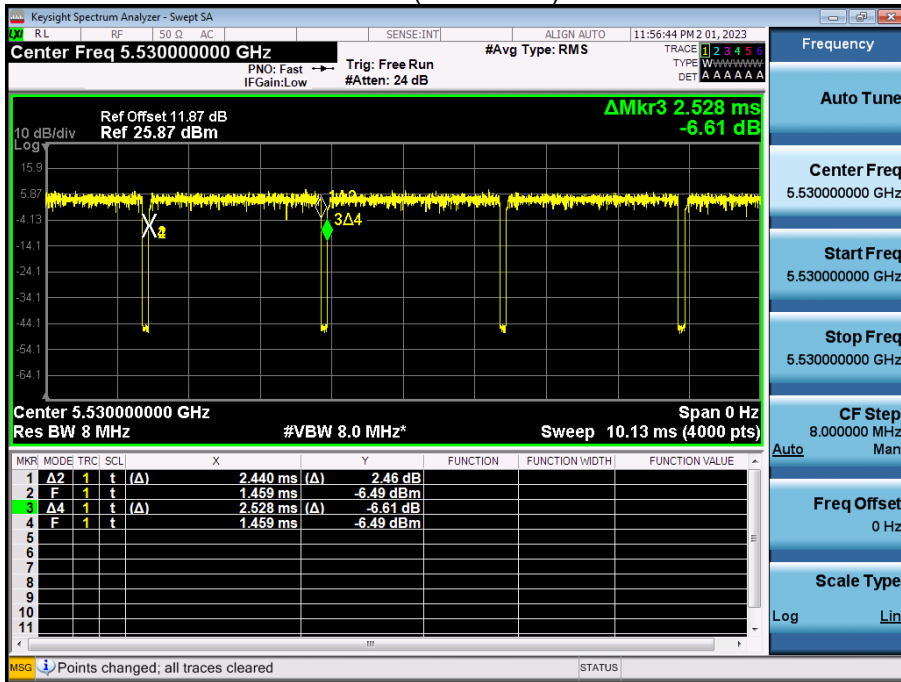 Keysight Spectrum Analyzer - Swept SA
LXI RL RF 50 Ω AC SENSE:INT ALIGN AUTO 11:56:44 PM 2 01, 2023
Center Freq 5.530000000 GHz #Avg Type: RMS TRACE 1 2 3 4 5 6
PNO: Fast Trig: Free Run TYPE WWWWWW
IFGain:Low #Atten: 24 dB DET A A A A A A
Frequency
ΔMkr3 2.528 ms
-6.61 dB
Ref Offset 11.87 dB
10 dB/div Ref 25.87 dBm
Log
15.9
5.87
-4.13
-14.1
-24.1
-34.1
-44.1
-54.1
-64.1
3Δ4
Center 5.530000000 GHz Span 0 Hz
Res BW 8 MHz #VBW 8.0 MHz* Sweep 10.13 ms (4000 pts)
MKR MODE TRC SCL X Y FUNCTION FUNCTION WIDTH FUNCTION VALUE
1 Δ2 1 t (Δ) 2.440 ms (Δ) 2.46 dB
2 F 1 t 1.459 ms -6.49 dBm
3 Δ4 1 t (Δ) 2.528 ms (Δ) -6.61 dB
4 F 1 t 1.459 ms -6.49 dBm
5
6
7
8
9
10
11
MSG Points changed; all traces cleared STATUS
Auto Tune
Center Freq
5.530000000 GHz
Start Freq
5.530000000 GHz
Stop Freq
5.530000000 GHz
CF Step
8.000000 MHz
Auto Man
Freq Offset
0 Hz
Scale Type
Log Lin